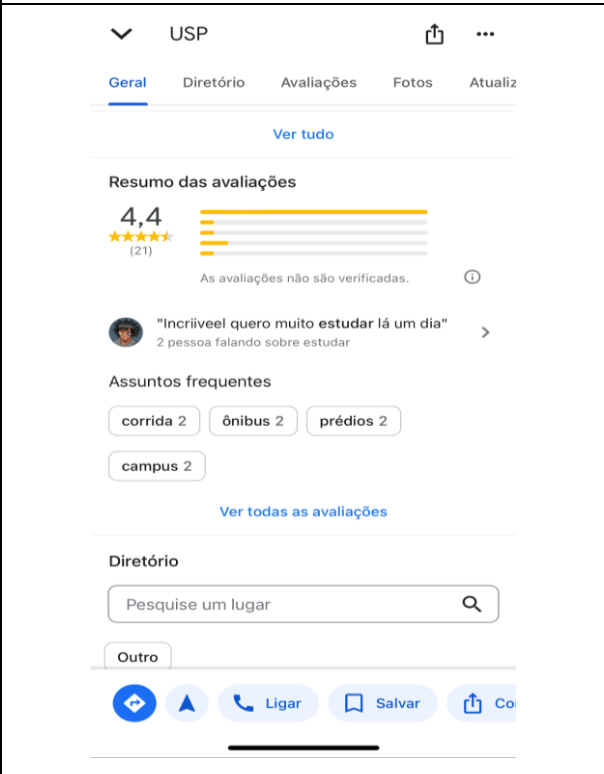 USP
Geral Diretório Avaliações Fotos Atualiz
Ver tudo
Resumo das avaliações
4,4
(21)
As avaliações não são verificadas.
"Incriiveel quero muito estudar lá um dia"
2 pessoa falando sobre estudar
Assuntos frequentes
corrida 2 ônibus 2 prédios 2
campus 2
Ver todas as avaliações
Diretório
Pesquise um lugar
Outro
Ligar Salvar Co